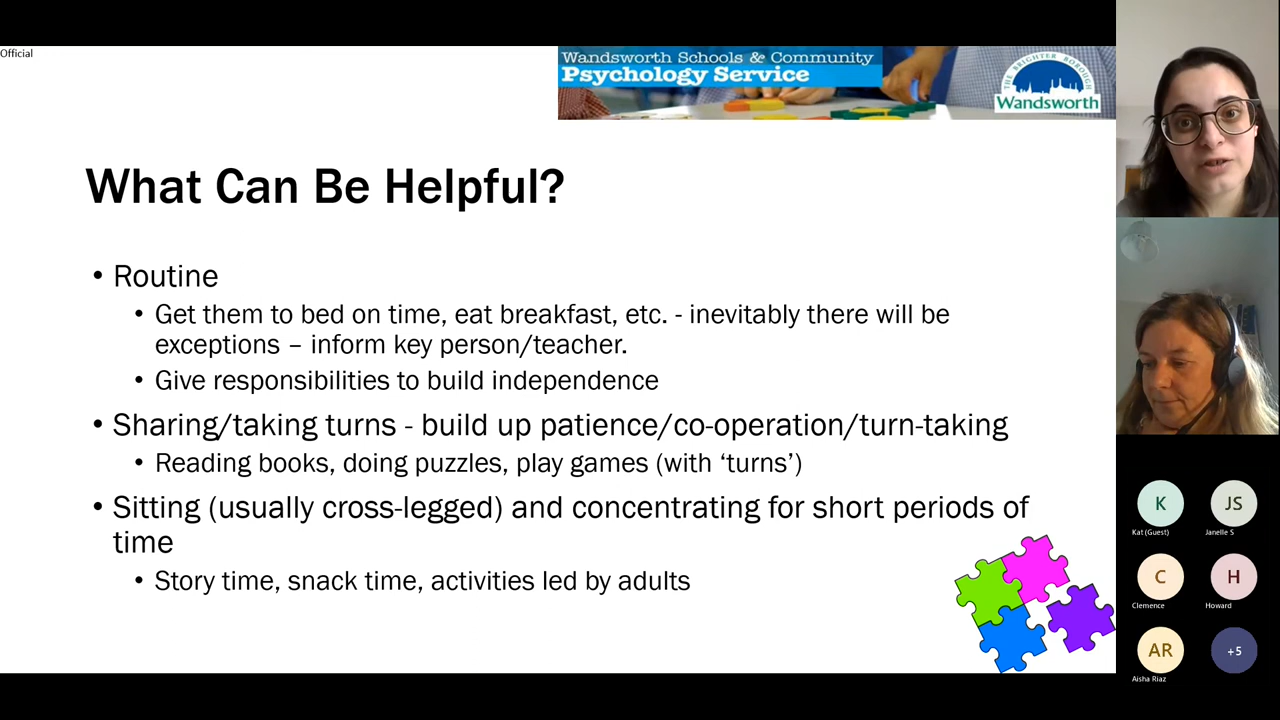 Official
Wandsworth Schools & Community
Psychology Service
THE BRIGHTER BOROUGH
Wandsworth
What Can Be Helpful?
• Routine
• Get them to bed on time, eat breakfast, etc. - inevitably there will be
exceptions – inform key person/teacher.
• Give responsibilities to build independence
• Sharing/taking turns - build up patience/co-operation/turn-taking
• Reading books, doing puzzles, play games (with ‘turns’)
• Sitting (usually cross-legged) and concentrating for short periods of
time
• Story time, snack time, activities led by adults
K
JS
Kat (Guest)
Janelle S
C
H
Clemence
Howard
AR
+5
Aisha Riaz